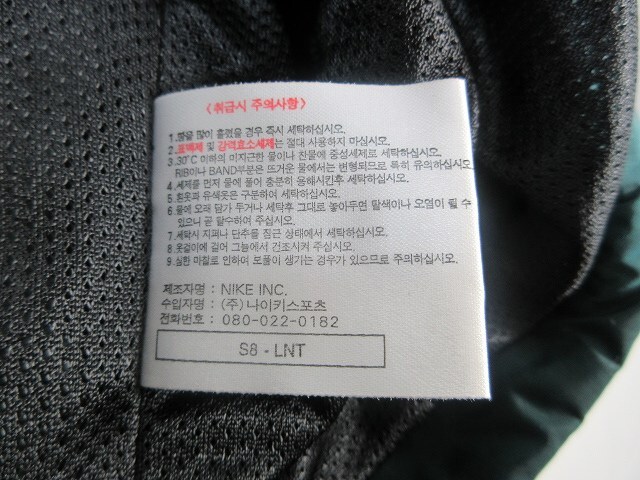 〈취급시 주의사항〉
1. 땀을 많이 흘렸을 경우 즉시 세탁하십시오.
2. 표백제 및 강력효소세제는 절대 사용하지 마십시오.
3. 30°C 이하의 미지근한 물이나 찬물에 중성세제로 세탁하십시오.
RIB이나 BAND부분은 뜨거운 물에서는 변형되므로 특히 유의하십시오.
4. 세제를 먼저 물에 풀어 충분히 용해시킨후 세탁하십시오.
5. 흰옷과 유색옷은 구분하여 세탁하십시오.
6. 물에 오래 담가 두거나 세탁후 그대로 놓아두면 탈색이나 오염이 될 수
있으니 곧 말려주 십시오.
7. 세탁시 지퍼나 단추를 잠근 상태에서 세탁하십시오.
8. 옷걸이에 걸어 그늘에서 건조시켜 주십시오.
9. 심한 마찰로 인하여 보풀이 생기는 경우가 있으므로 주의하십시오.
제조자명 : NIKE INC.
수입자명 : (주) 나이키스포츠
전화번호 : 080-022-0182
S8 - LNT